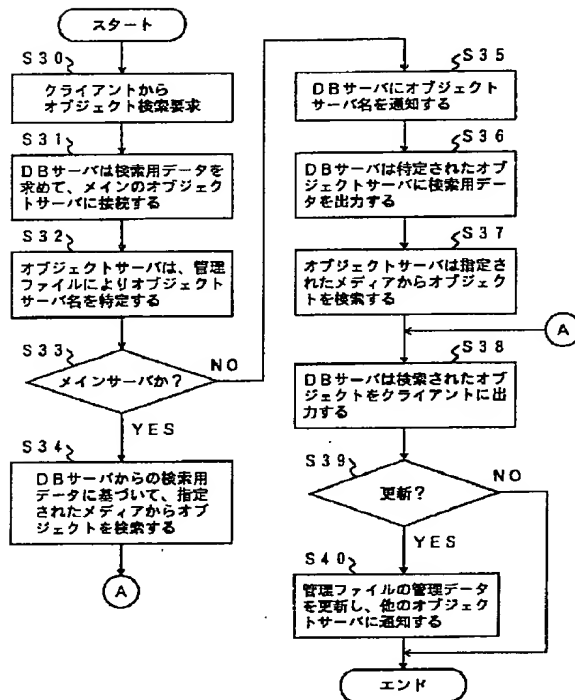 スタート
S30
クライアントから
オブジェクト検索要求
S31
DBサーバは検索用データを
求めて、メインのオブジェク
トサーバに接続する
S32
オブジェクトサーバは、管理
ファイルによりオブジェクト
サーバ名を特定する
S33
メインサーバか?
NO
YES
S34
DBサーバからの検索用
データに基づいて、指定
されたメディアからオブ
ジェクトを検索する
A
S35
DBサーバにオブジェクト
サーバ名を通知する
S36
DBサーバは特定されたオブ
ジェクトサーバに検索用デー
タを出力する
S37
オブジェクトサーバは指定さ
れたメディアからオブジェク
トを検索する
A
S38
DBサーバは検索されたオブ
ジェクトをクライアントに出
力する
S39
更新?
NO
YES
S40
管理ファイルの管理データ
を更新し、他のオブジェク
トサーバに通知する
エンド